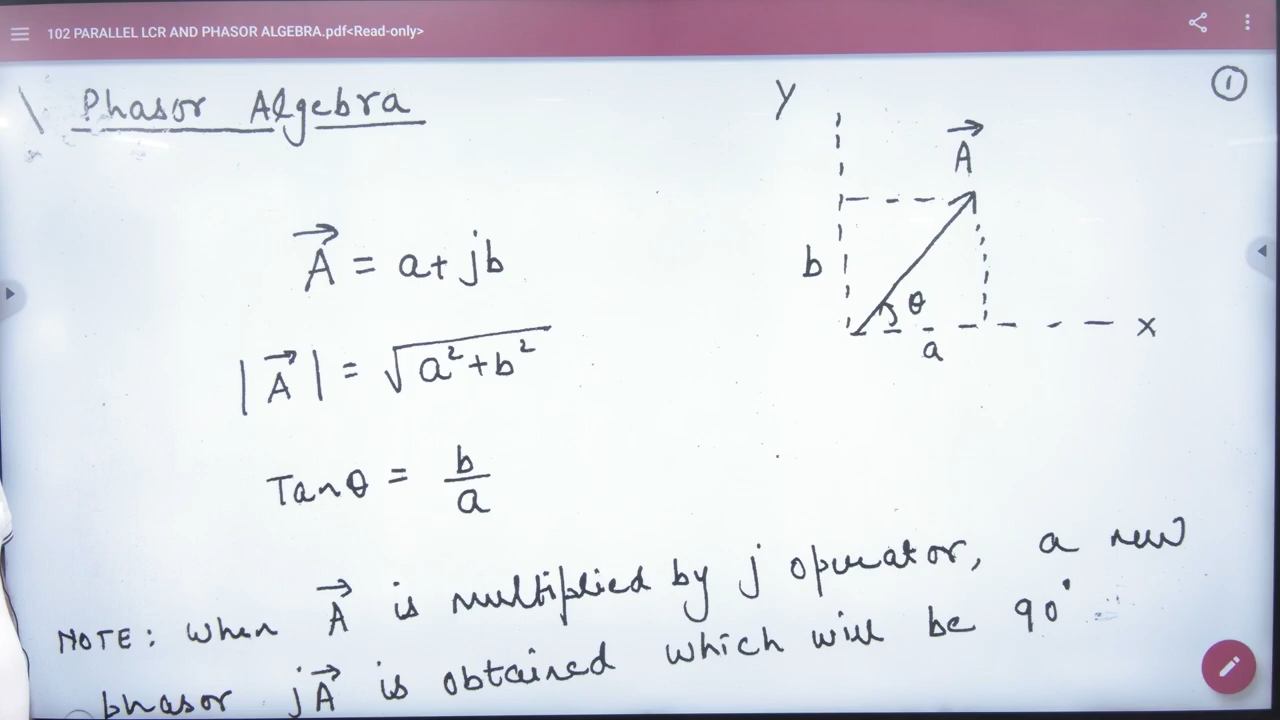 102 PARALLEL LCR AND PHASOR ALGEBRA.pdf<Read-only>
①
Phasor Algebra
y
A⃗
b
θ
a
x
A⃗ = a + jb
|A⃗| = √(a² + b²)
Tanθ = b/a
NOTE: when A⃗ is multiplied by j operator, a new
phasor jA⃗ is obtained which will be 90°